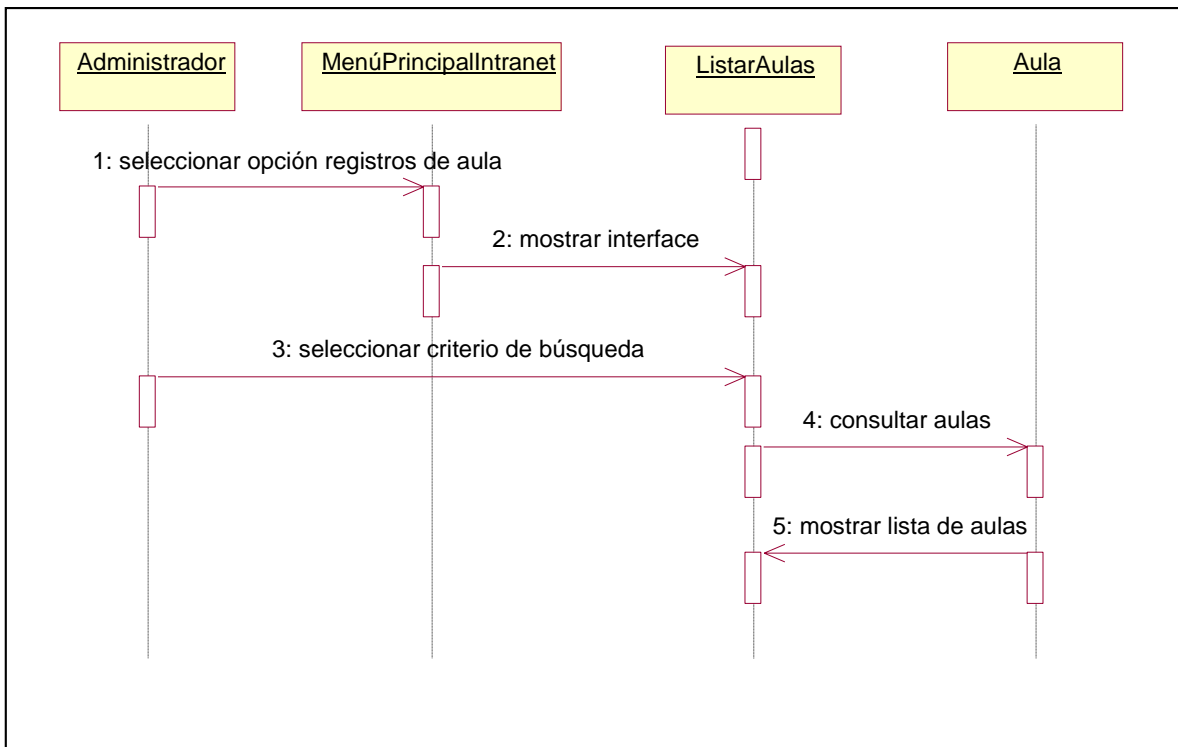 Administrador
MenúPrincipalIntranet
ListarAulas
Aula
1: seleccionar opción registros de aula
2: mostrar interface
3: seleccionar criterio de búsqueda
4: consultar aulas
5: mostrar lista de aulas